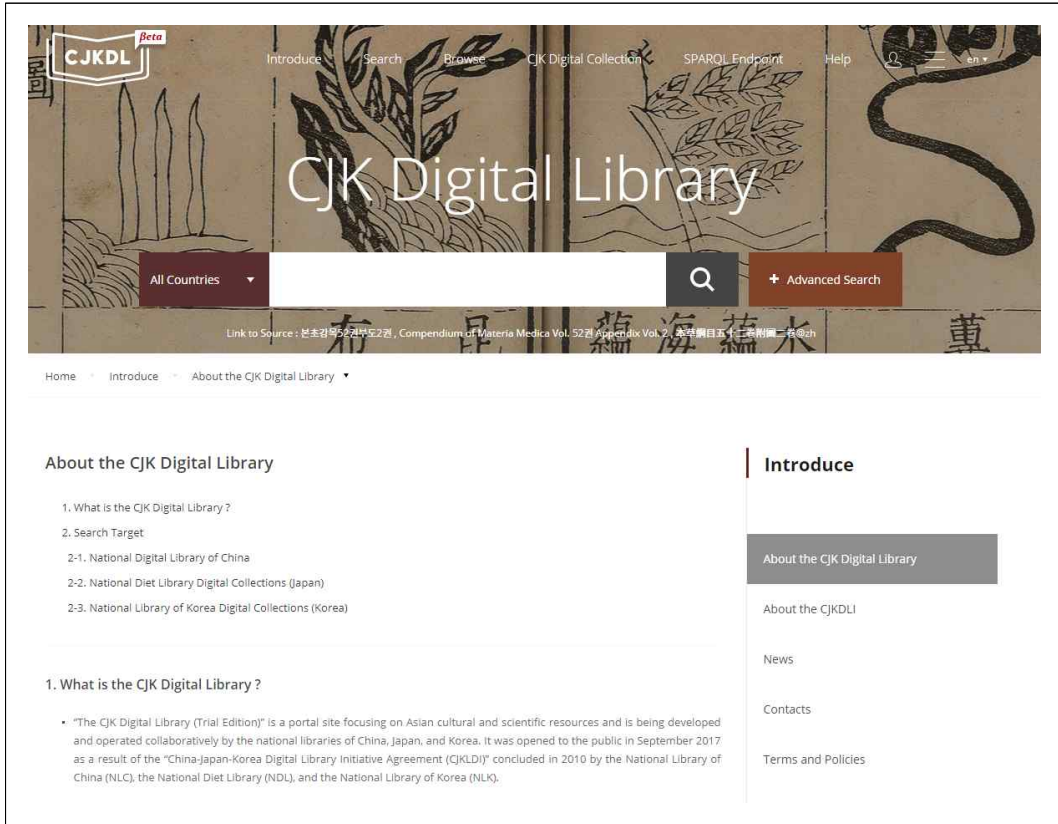 CJKDL
Beta
Introduce Search Browse CJK Digital Collection SPARQL Endpoint Help en
CJK Digital Library
All Countries
+ Advanced Search
Link to Source : 본초강목52권부도2권 , Compendium of Materia Medica Vol. 52권 Appendix Vol. 2, 本草綱目五十二卷附圖二卷@zh
圖
布 昆 蘊 海 蘊 水 薫
Home Introduce About the CJK Digital Library
About the CJK Digital Library
1. What is the CJK Digital Library ?
2. Search Target
2-1. National Digital Library of China
2-2. National Diet Library Digital Collections (Japan)
2-3. National Library of Korea Digital Collections (Korea)
1. What is the CJK Digital Library ?
• "The CJK Digital Library (Trial Edition)" is a portal site focusing on Asian cultural and scientific resources and is being developed
and operated collaboratively by the national libraries of China, Japan, and Korea. It was opened to the public in September 2017
as a result of the "China-Japan-Korea Digital Library Initiative Agreement (CJKLDI)" concluded in 2010 by the National Library of
China (NLC), the National Diet Library (NDL), and the National Library of Korea (NLK).
Introduce
About the CJK Digital Library
About the CJKDLI
News
Contacts
Terms and Policies